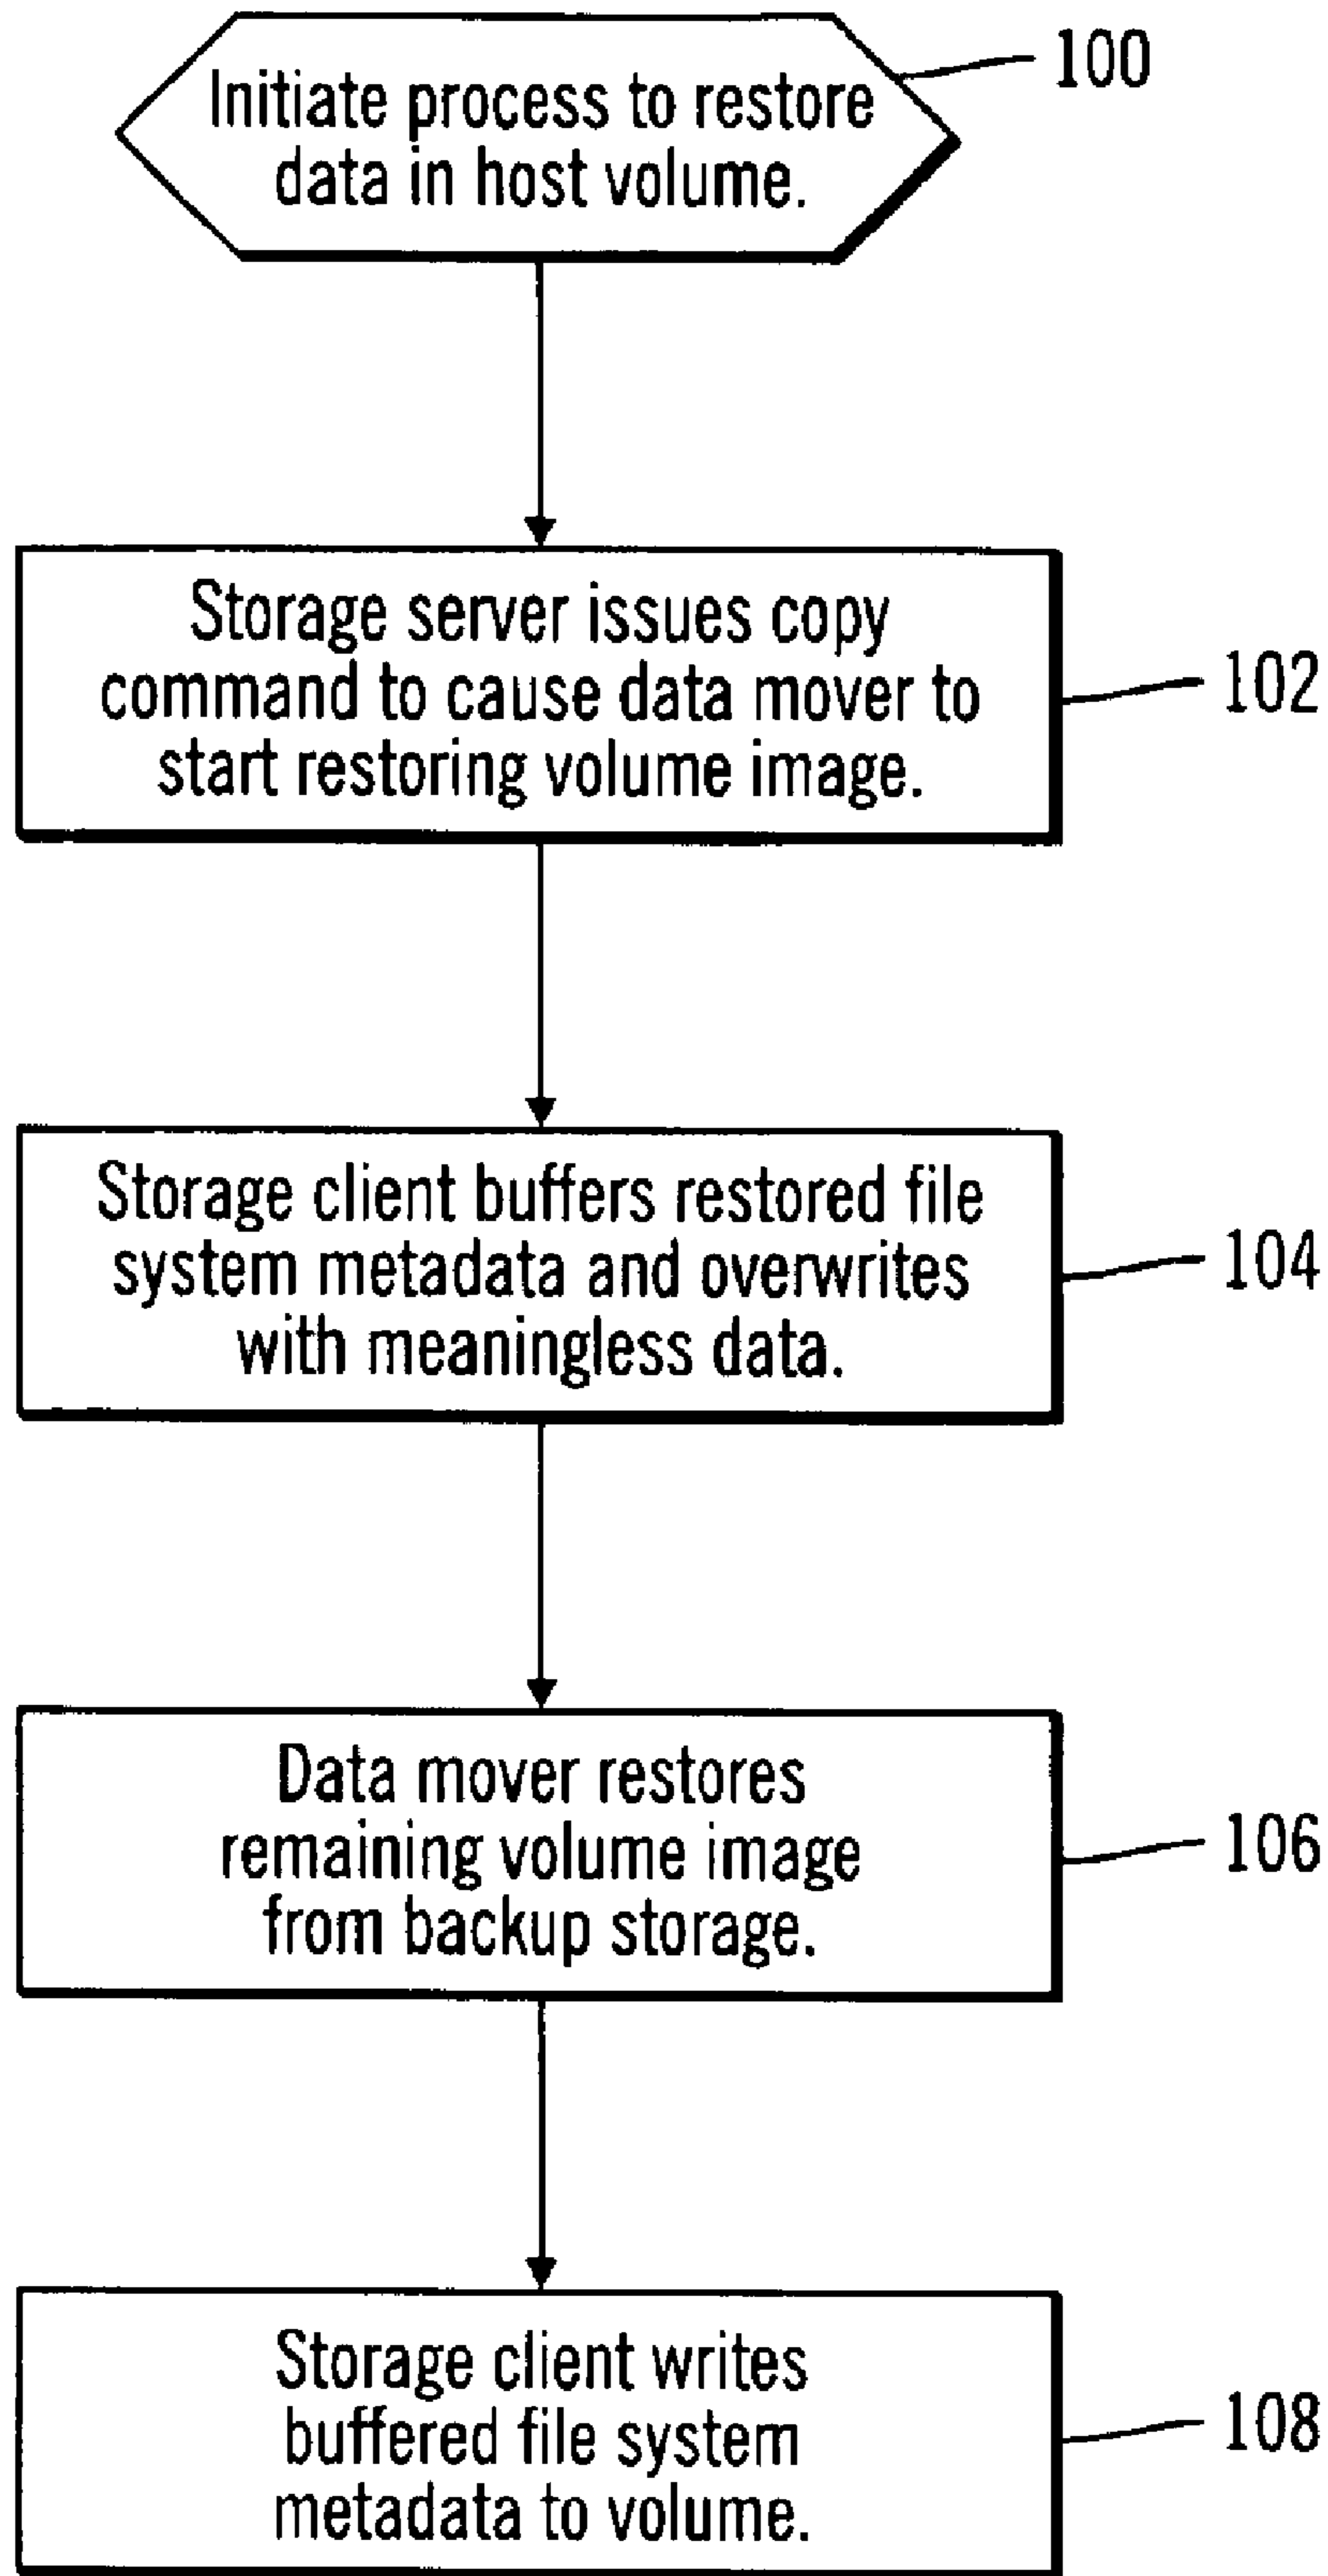 Initiate process to restore
data in host volume.
100
Storage server issues copy
command to cause data mover to
start restoring volume image.
102
Storage client buffers restored file
system metadata and overwrites
with meaningless data.
104
Data mover restores
remaining volume image
from backup storage.
106
Storage client writes
buffered file system
metadata to volume.
108